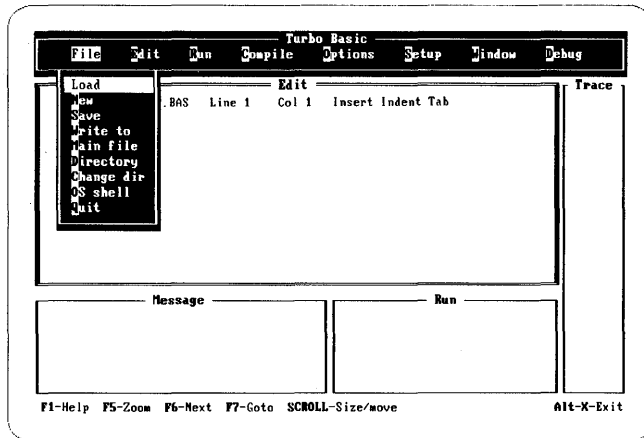 Turbo Basic
File Edit Run Compile Options Setup Window Debug
Edit
Trace
Load
.BAS Line 1 Col 1 Insert Indent Tab
New
Save
Write to
Main file
Directory
Change dir
OS shell
Quit
Message
Run
F1-Help F5-Zoom F6-Next F7-Goto SCROLL-Size/move Alt-X-Exit